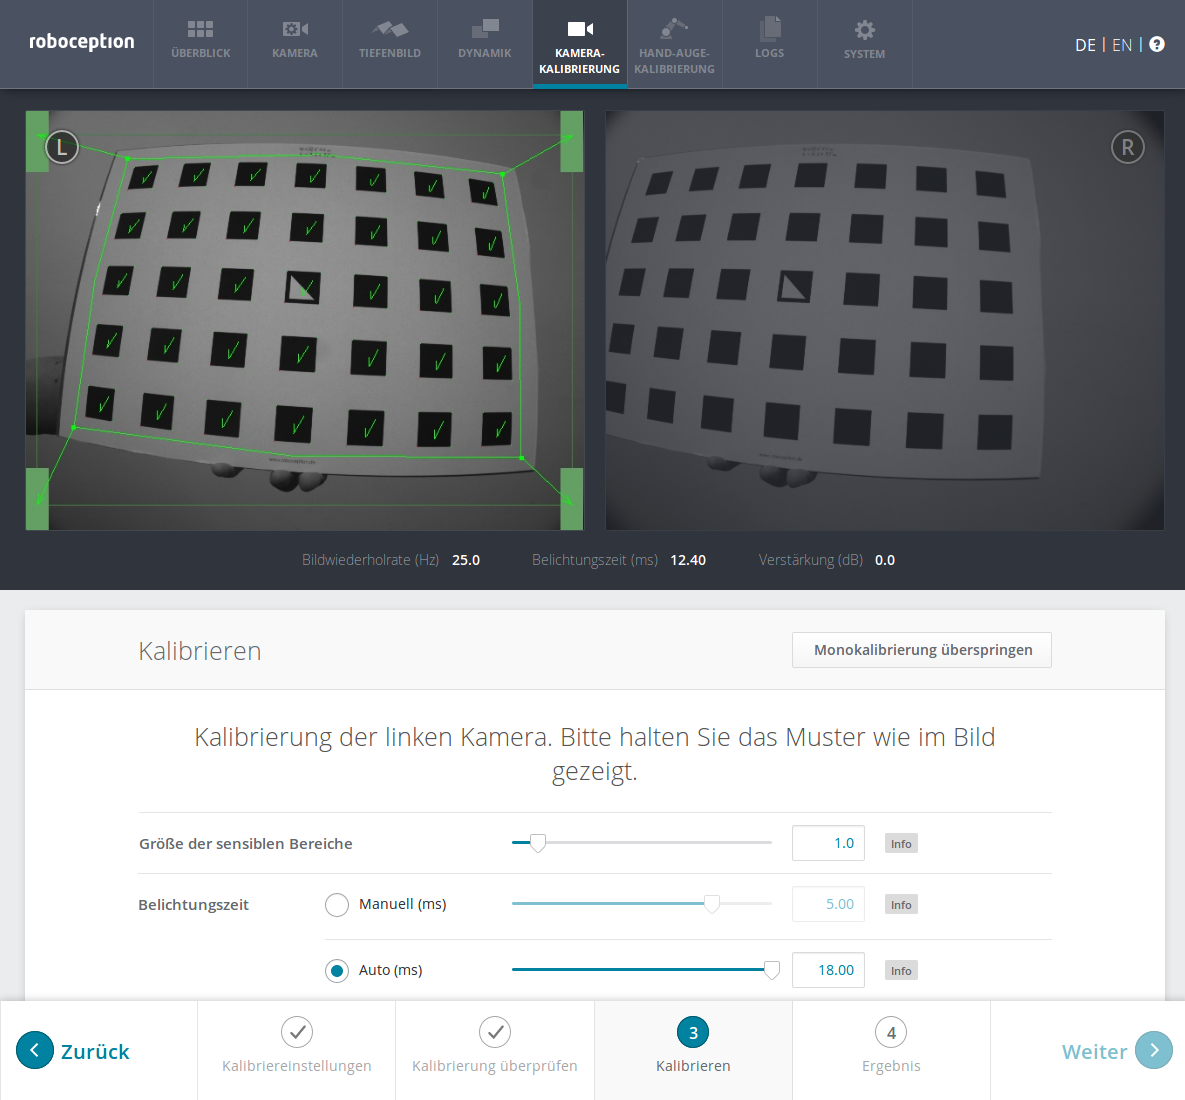 roboception
ÜBERBLICK
KAMERA
TIEFENBILD
DYNAMIK
KAMERA-
KALIBRIERUNG
HAND-AUGE-
KALIBRIERUNG
LOGS
SYSTEM
DE | EN | ?
L
R
Bildwiederholrate (Hz) 25.0 Belichtungszeit (ms) 12.40 Verstärkung (dB) 0.0
Kalibrieren
Monokalibrierung überspringen
Kalibrierung der linken Kamera. Bitte halten Sie das Muster wie im Bild
gezeigt.
Größe der sensiblen Bereiche 1.0 Info
Belichtungszeit Manuell (ms) 5.00 Info
Auto (ms) 18.00 Info
Zurück
Kalibriereinstellungen
Kalibrierung überprüfen
3
Kalibrieren
4
Ergebnis
Weiter